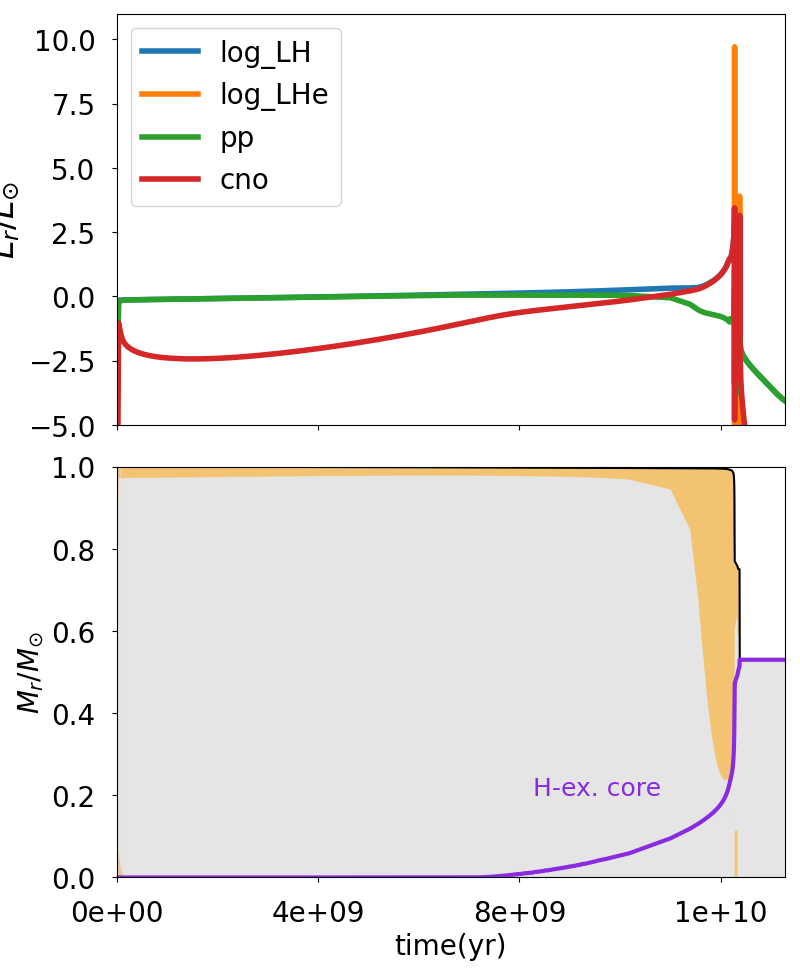 10.0
7.5
5.0
2.5
0.0
−2.5
−5.0
L_r/L_⊙
log_LH
log_LHe
pp
cno
1.0
0.8
0.6
0.4
0.2
0.0
M_r/M_⊙
H-ex. core
0e+00 4e+09 8e+09 1e+10
time(yr)